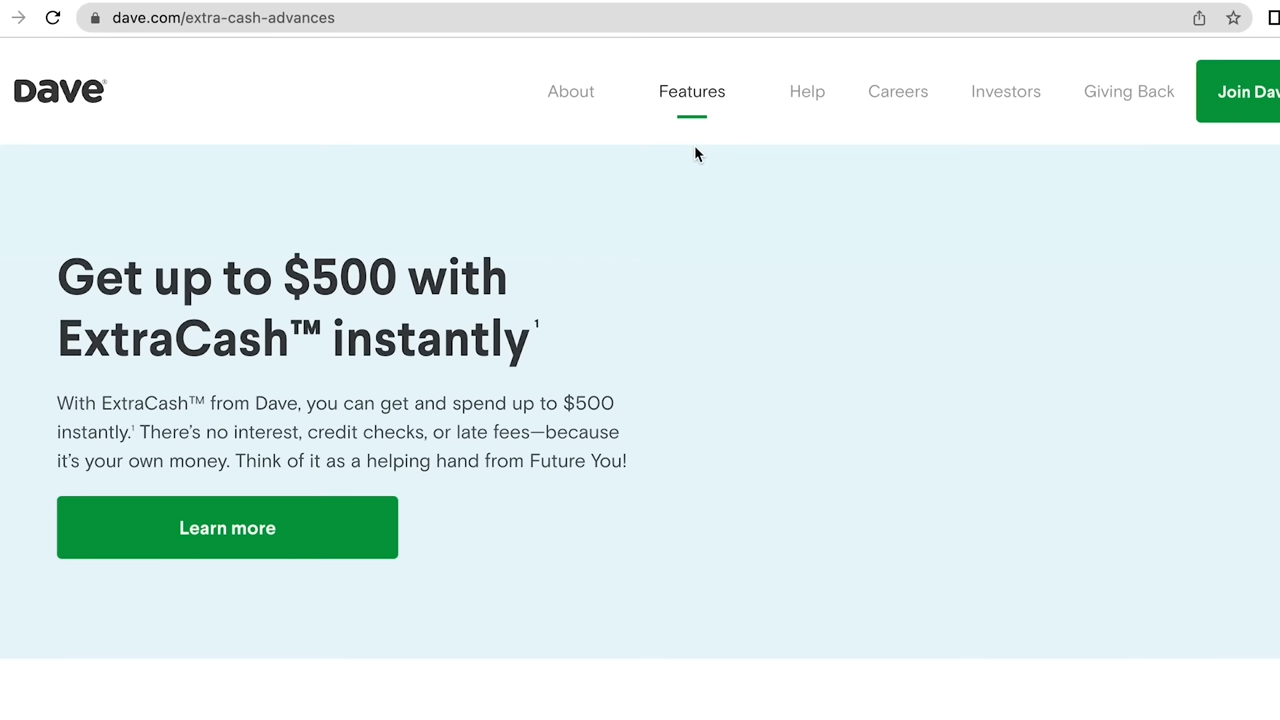 dave.com/extra-cash-advances
Dave®
About
Features
Help
Careers
Investors
Giving Back
Join Dav
Get up to $500 with
ExtraCash™ instantly¹
With ExtraCash™ from Dave, you can get and spend up to $500
instantly.¹ There’s no interest, credit checks, or late fees—because
it’s your own money. Think of it as a helping hand from Future You!
Learn more